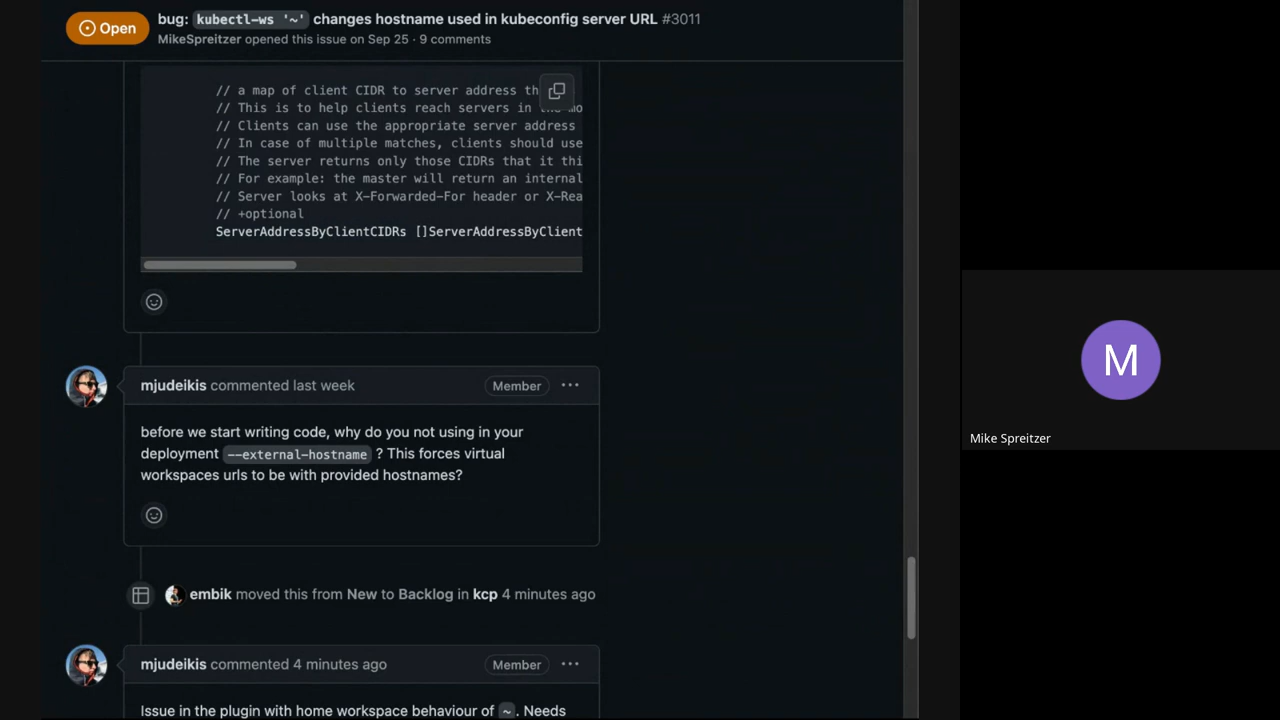 Open
bug: kubectl-ws '~' changes hostname used in kubeconfig server URL #3011
MikeSpreitzer opened this issue on Sep 25 · 9 comments
// a map of client CIDR to server address th
// This is to help clients reach servers in the mo
// Clients can use the appropriate server address
// In case of multiple matches, clients should use
// The server returns only those CIDRs that it thi
// For example: the master will return an internal
// Server looks at X-Forwarded-For header or X-Rea
// +optional
ServerAddressByClientCIDRs []ServerAddressByClient
mjudeikis commented last week
Member
before we start writing code, why do you not using in your
deployment --external-hostname ? This forces virtual
workspaces urls to be with provided hostnames?
embik moved this from New to Backlog in kcp 4 minutes ago
mjudeikis commented 4 minutes ago
Member
Issue in the plugin with home workspace behaviour of ~. Needs
M
Mike Spreitzer